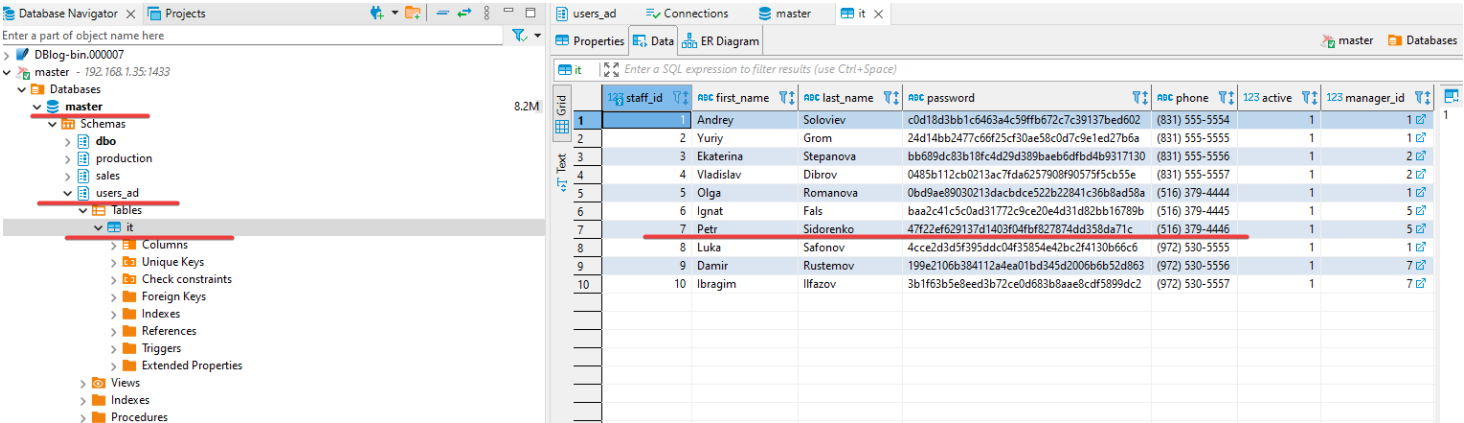 Database Navigator Projects
Enter a part of object name here
DBlog-bin.000007
master - 192.168.1.35:1433
Databases
master 8.2M
Schemas
dbo
production
sales
users_ad
Tables
it
Columns
Unique Keys
Check constraints
Foreign Keys
Indexes
References
Triggers
Extended Properties
Views
Indexes
Procedures
users_ad Connections master it
Properties Data ER Diagram master Databases
it Enter a SQL expression to filter results (use Ctrl+Space)
Grid
Text
123 staff_id ABC first_name ABC last_name ABC password ABC phone 123 active 123 manager_id
1 1 Andrey Soloviev c0d18d3bb1c6463a4c59ffb672c7c39137bed602 (831) 555-5554 1 1
2 2 Yuriy Grom 24d14bb2477c66f25cf30ae58c0d7c9e1ed27b6a (831) 555-5555 1 1
3 3 Ekaterina Stepanova bb689dc83b18fc4d29d389baeb6dfbd4b9317130 (831) 555-5556 1 2
4 4 Vladislav Dibrov 0485b112cb0213ac7fda6257908f90575f5cb55e (831) 555-5557 1 2
5 5 Olga Romanova 0bd9ae89030213dacbdce522b22841c36b8ad58a (516) 379-4444 1 1
6 6 Ignat Fals baa2c41c5c0ad31772c9ce20e4d31d82bb16789b (516) 379-4445 1 5
7 7 Petr Sidorenko 47f22ef629137d1403f04fbf827874dd358da71c (516) 379-4446 1 5
8 8 Luka Safonov 4cce2d3d5f395ddc04f35854e42bc2f4130b66c6 (972) 530-5555 1 1
9 9 Damir Rustemov 199e2106b384112a4ea01bd345d2006b6b52d863 (972) 530-5556 1 7
10 10 Ibragim Ilfazov 3b1f63b5e8eed3b72ce0d683b8aae8cdf5899dc2 (972) 530-5557 1 7
1